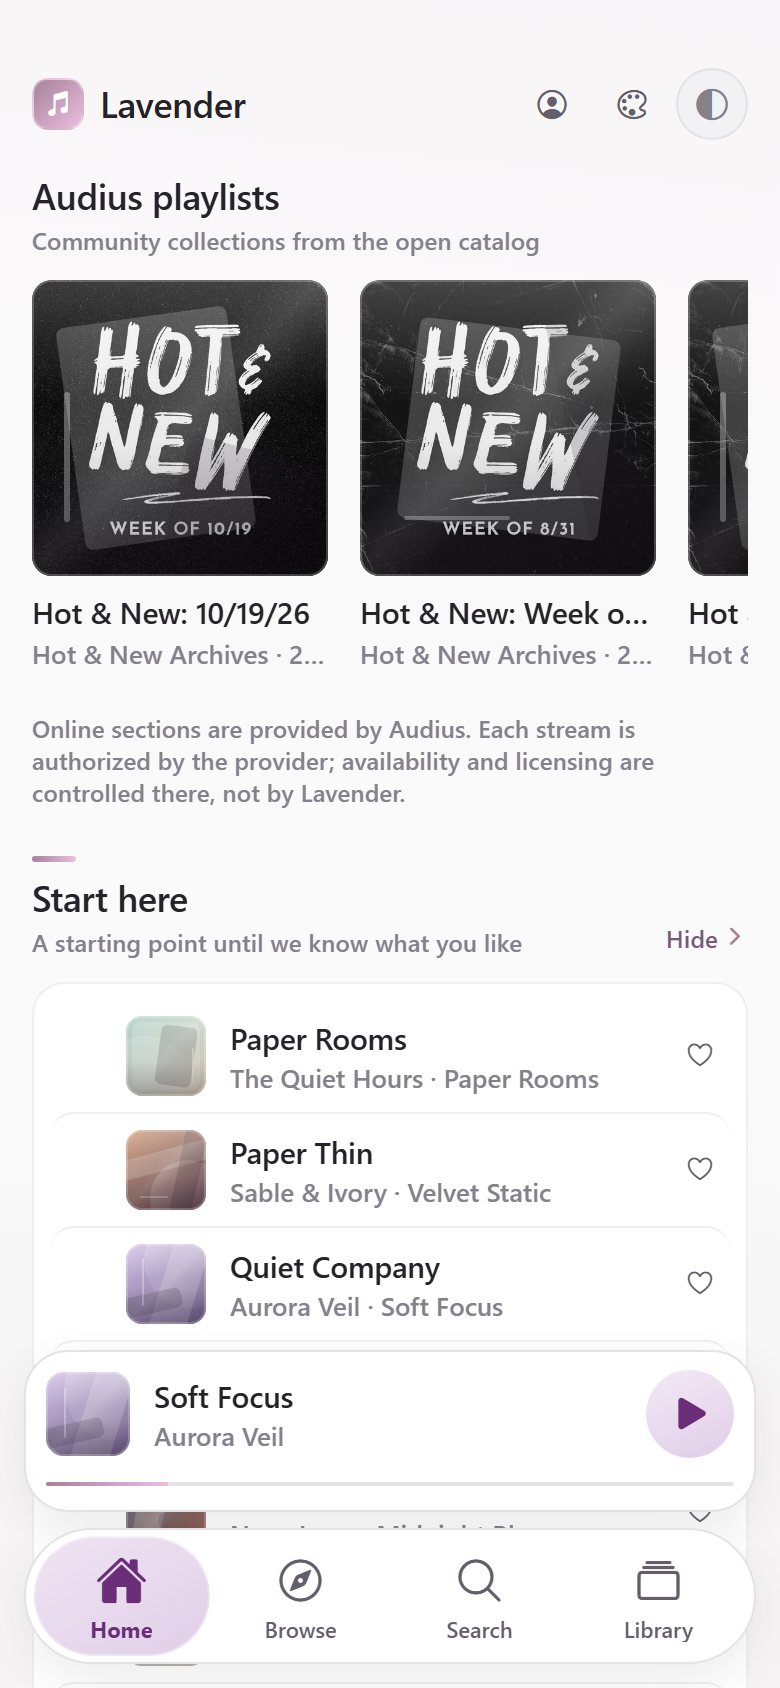 Lavender
Audius playlists
Community collections from the open catalog
HOT &
NEW
WEEK OF 10/19
HOT &
NEW
WEEK OF 8/31
Hot & New: 10/19/26
Hot & New: Week o...
Hot
Hot & New Archives · 2...
Hot & New Archives · 2...
Hot &
Online sections are provided by Audius. Each stream is
authorized by the provider; availability and licensing are
controlled there, not by Lavender.
Start here
A starting point until we know what you like
Hide
Paper Rooms
The Quiet Hours · Paper Rooms
Paper Thin
Sable & Ivory · Velvet Static
Quiet Company
Aurora Veil · Soft Focus
Soft Focus
Aurora Veil
Home
Browse
Search
Library